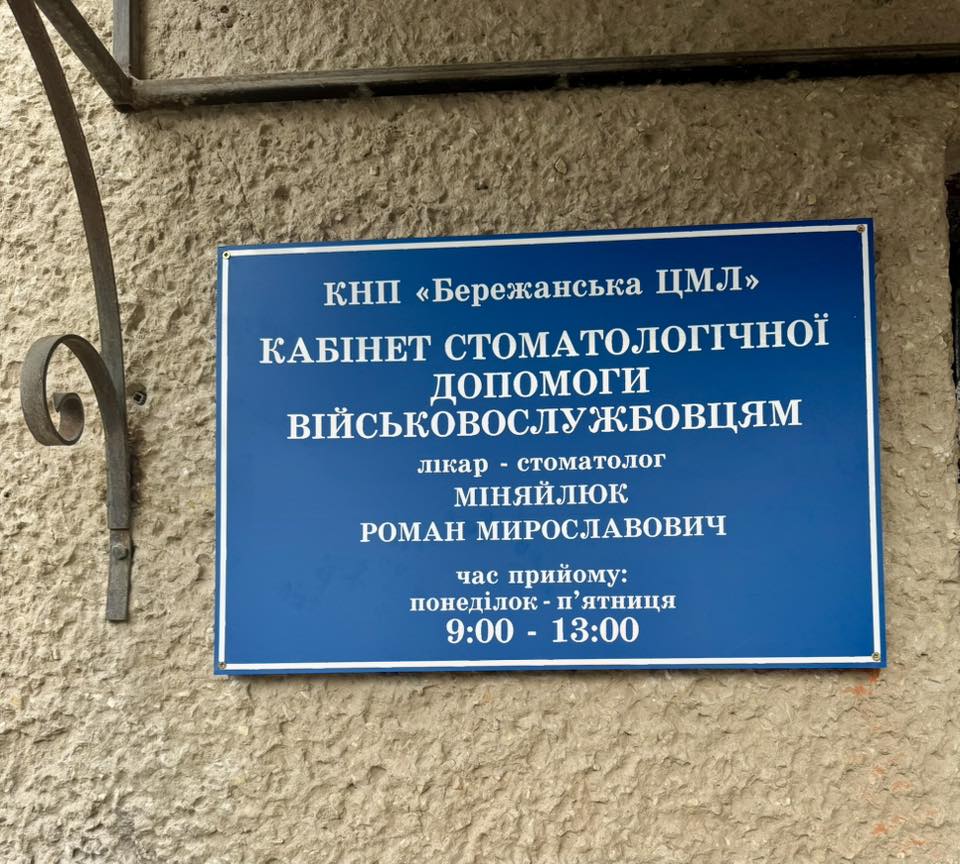 КНП «Бережанська ЦМЛ»
КАБІНЕТ СТОМАТОЛОГІЧНОЇ
ДОПОМОГИ
ВІЙСЬКОВОСЛУЖБОВЦЯМ
лікар - стоматолог
МІНЯЙЛЮК
РОМАН МИРОСЛАВОВИЧ
час прийому:
понеділок - п’ятниця
9:00 - 13:00